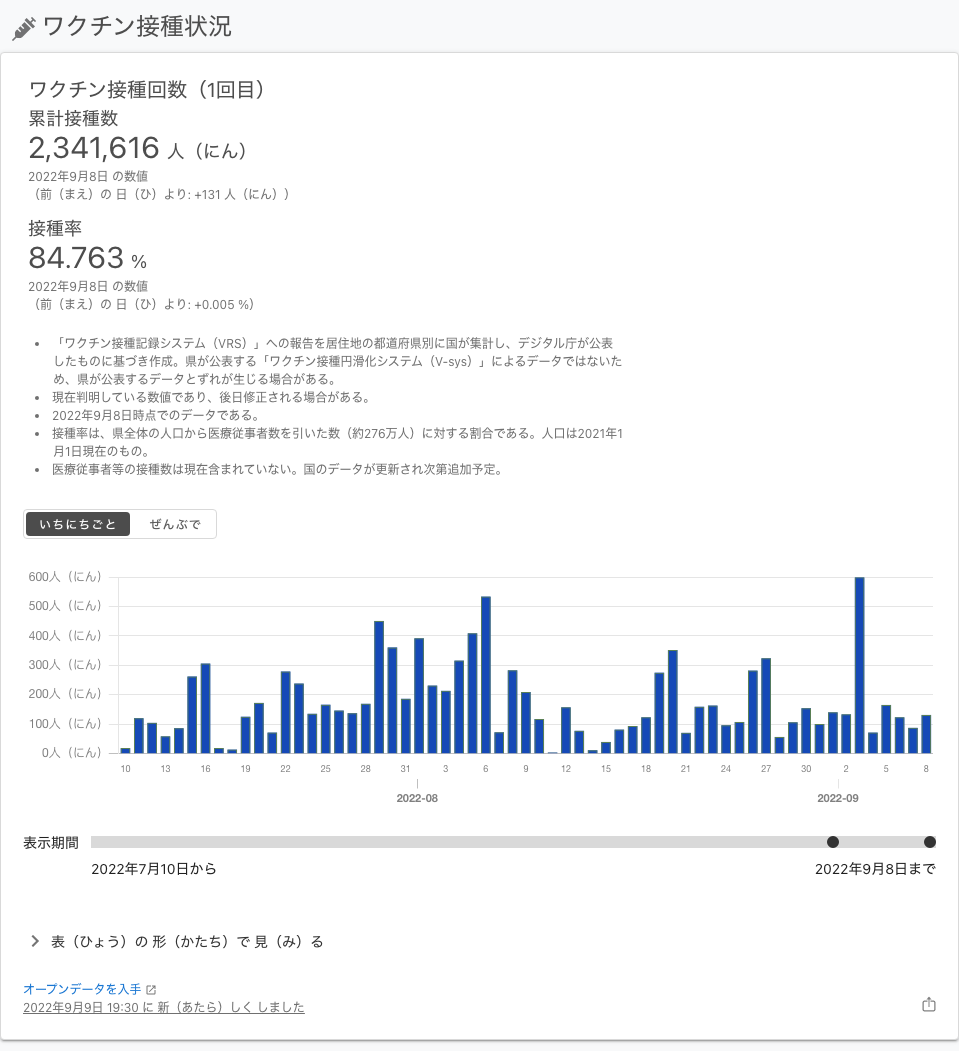 ワクチン接種状況
ワクチン接種回数（1回目）
累計接種数
2,341,616 人（にん）
2022年9月8日 の数値
（前（まえ）の 日（ひ）より: +131 人（にん））
接種率
84.763 %
2022年9月8日 の数値
（前（まえ）の 日（ひ）より: +0.005 %）
• 「ワクチン接種記録システム（VRS）」への報告を居住地の都道府県別に国が集計し、デジタル庁が公表
したものに基づき作成。県が公表する「ワクチン接種円滑化システム（V-sys）」によるデータではないた
め、県が公表するデータとずれが生じる場合がある。
• 現在判明している数値であり、後日修正される場合がある。
• 2022年9月8日時点でのデータである。
• 接種率は、県全体の人口から医療従事者数を引いた数（約276万人）に対する割合である。人口は2021年1
月1日現在のもの。
• 医療従事者等の接種数は現在含まれていない。国のデータが更新され次第追加予定。
いちにちごと ぜんぶで
600人（にん）
500人（にん）
400人（にん）
300人（にん）
200人（にん）
100人（にん）
0人（にん）
10 13 16 19 22 25 28 31 3 6 9 12 15 18 21 24 27 30 2 5 8
2022-08 2022-09
表示期間
2022年7月10日から 2022年9月8日まで
表（ひょう）の 形（かたち）で 見（み）る
オープンデータを入手
2022年9月9日 19:30 に 新（あたら）しく しました